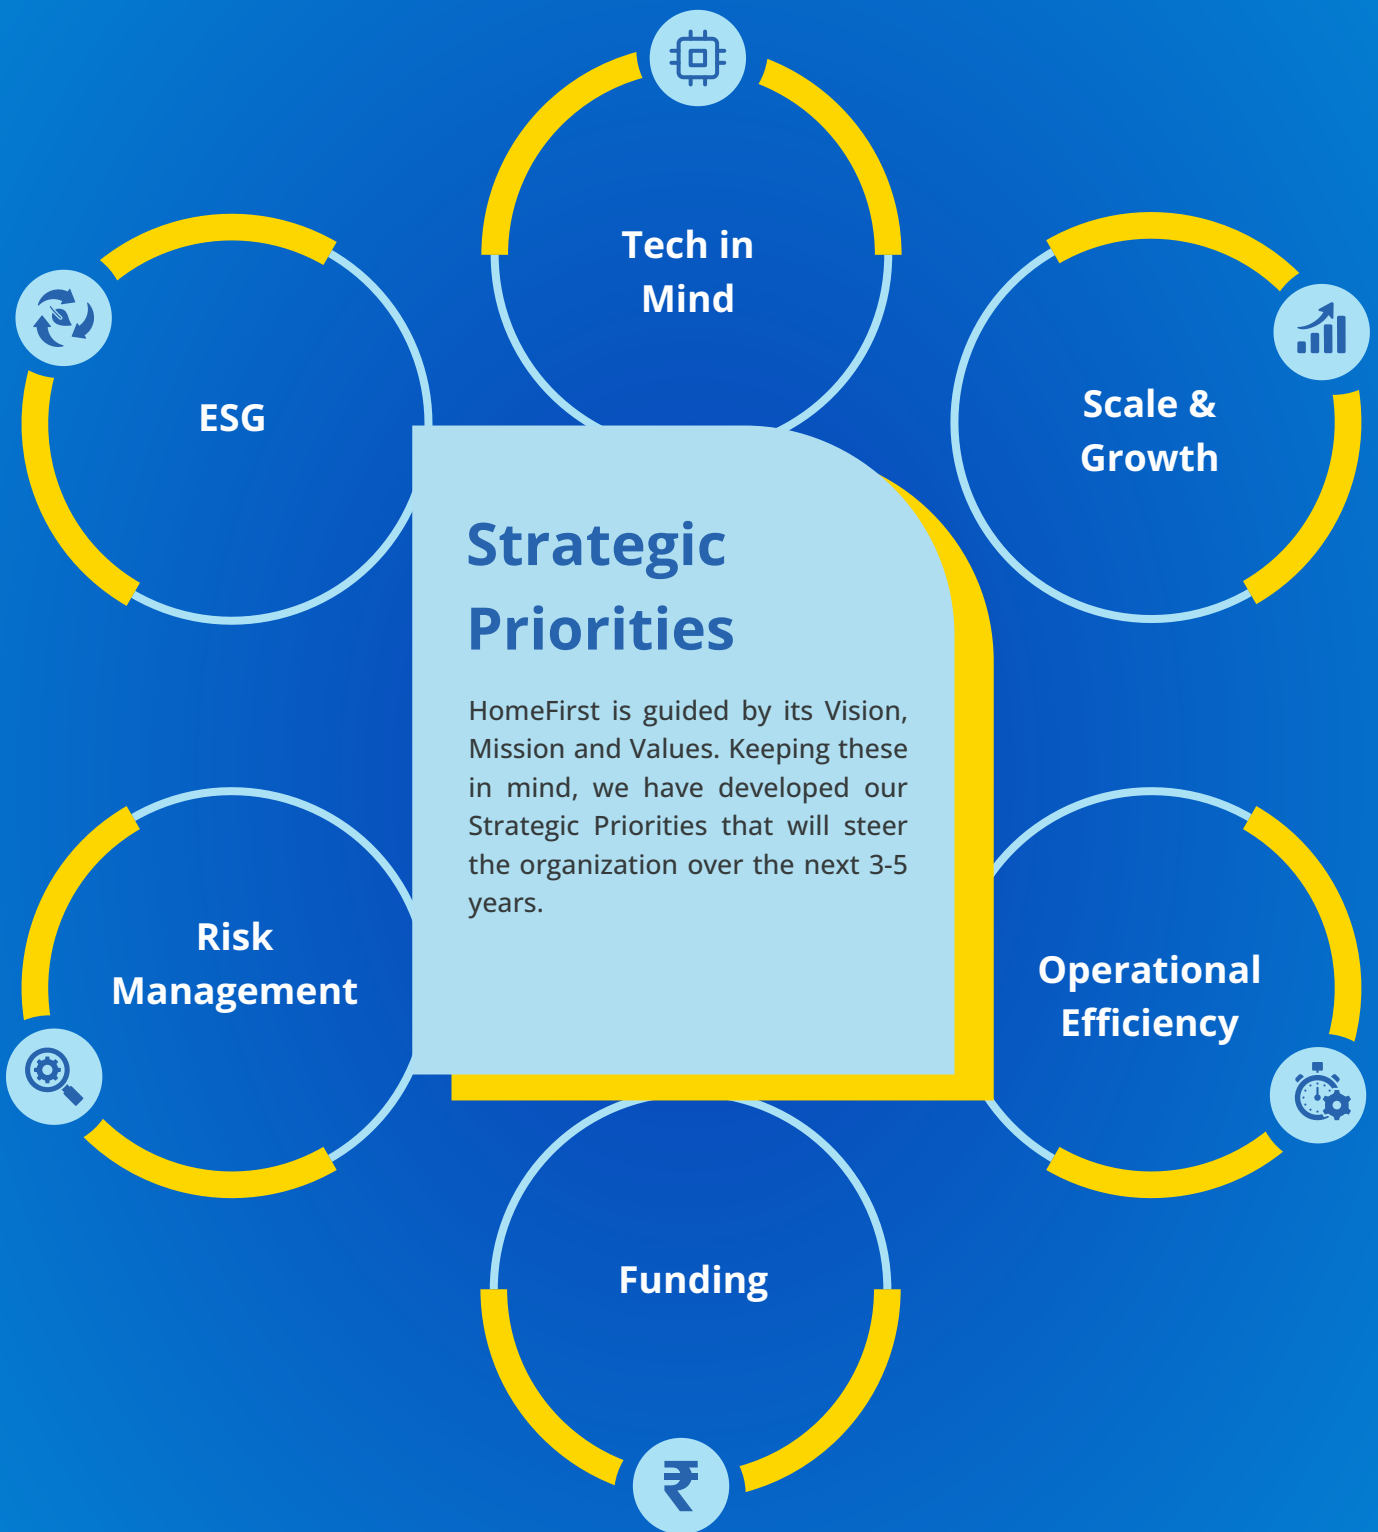 Tech in
Mind
ESG
Scale &
Growth
Strategic
Priorities
HomeFirst is guided by its Vision,
Mission and Values. Keeping these
in mind, we have developed our
Strategic Priorities that will steer
the organization over the next 3-5
years.
Risk
Management
Operational
Efficiency
Funding
₹